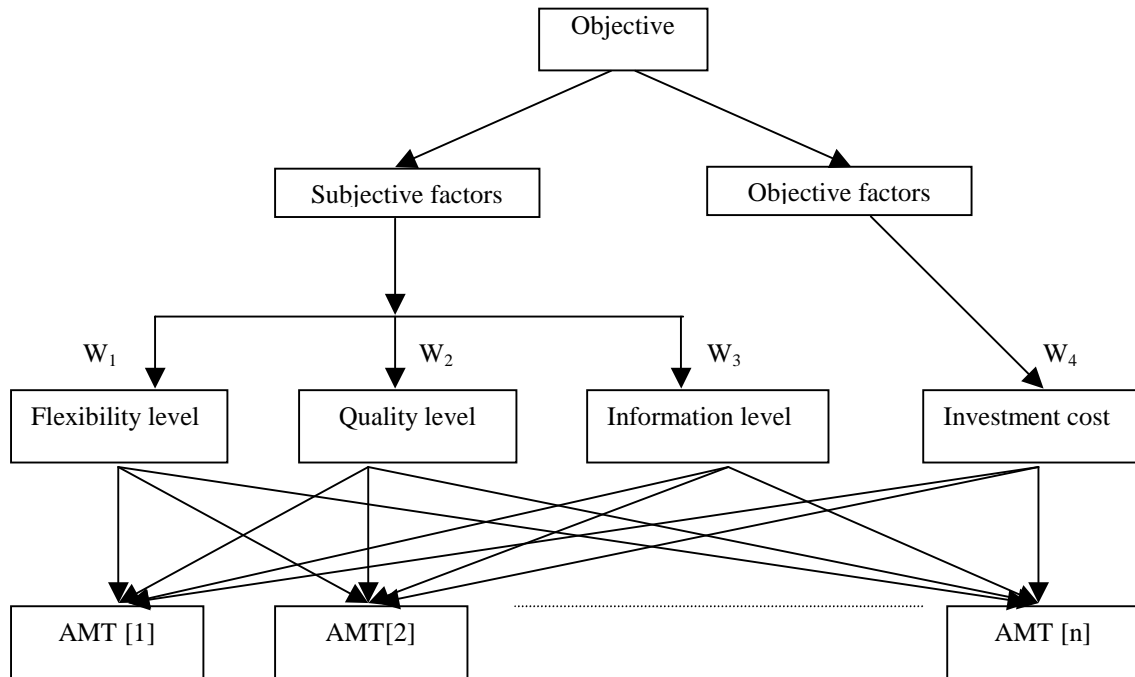 Objective
Subjective factors
Objective factors
W1
W2
W3
W4
Flexibility level
Quality level
Information level
Investment cost
AMT [1]
AMT[2]
AMT [n]